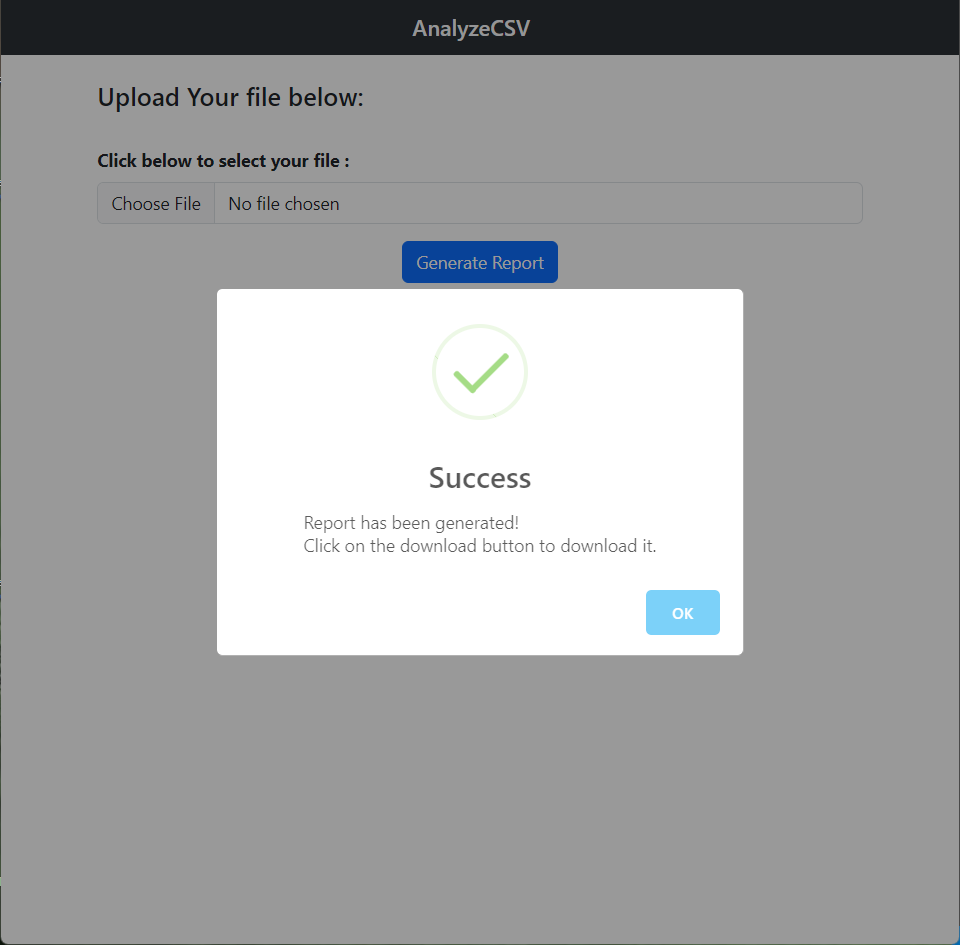 AnalyzeCSV
Upload Your file below:
Click below to select your file :
Choose File No file chosen
Generate Report
Success
Report has been generated!
Click on the download button to download it.
OK